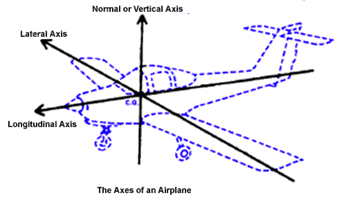 Normal or Vertical Axis
Lateral Axis
c.g.
Longitudinal Axis
The Axes of an Airplane